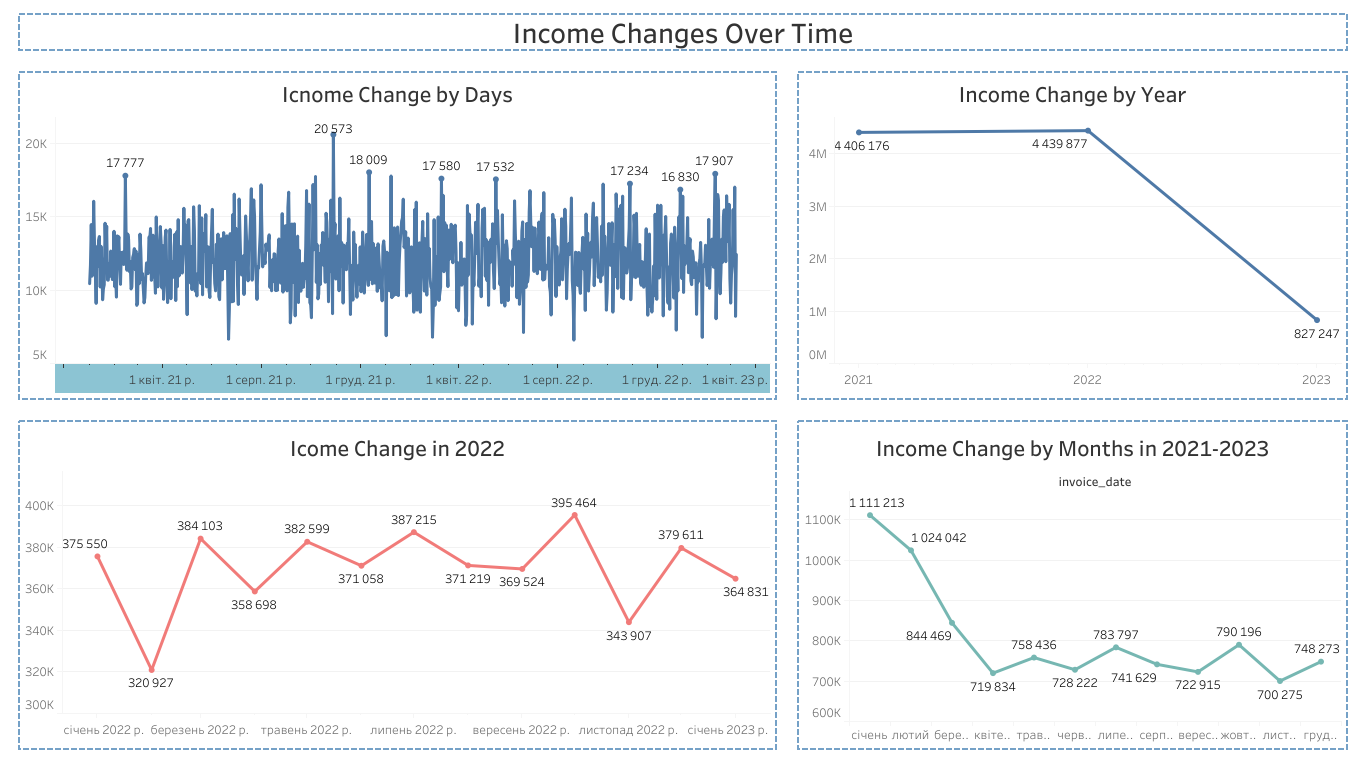 Income Changes Over Time
Icnome Change by Days
20K
15K
10K
5K
17 777
20 573
18 009
17 580
17 532
17 234
16 830
17 907
1 квіт. 21 р.
1 серп. 21 р.
1 груд. 21 р.
1 квіт. 22 р.
1 серп. 22 р.
1 груд. 22 р.
1 квіт. 23 р.
Income Change by Year
4M
3M
2M
1M
0M
4 406 176
4 439 877
827 247
2021
2022
2023
Icome Change in 2022
400K
380K
360K
340K
320K
300K
375 550
320 927
384 103
358 698
382 599
371 058
387 215
371 219
369 524
395 464
343 907
379 611
364 831
січень 2022 р.
березень 2022 р.
травень 2022 р.
липень 2022 р.
вересень 2022 р.
листопад 2022 р.
січень 2023 р.
Income Change by Months in 2021-2023
invoice_date
1100K
1000K
900K
800K
700K
600K
1 111 213
1 024 042
844 469
719 834
758 436
728 222
783 797
741 629
722 915
790 196
700 275
748 273
січень
лютий
бере..
квіте..
трав..
черв..
липе..
серп..
верес..
жовт..
лист..
груд..